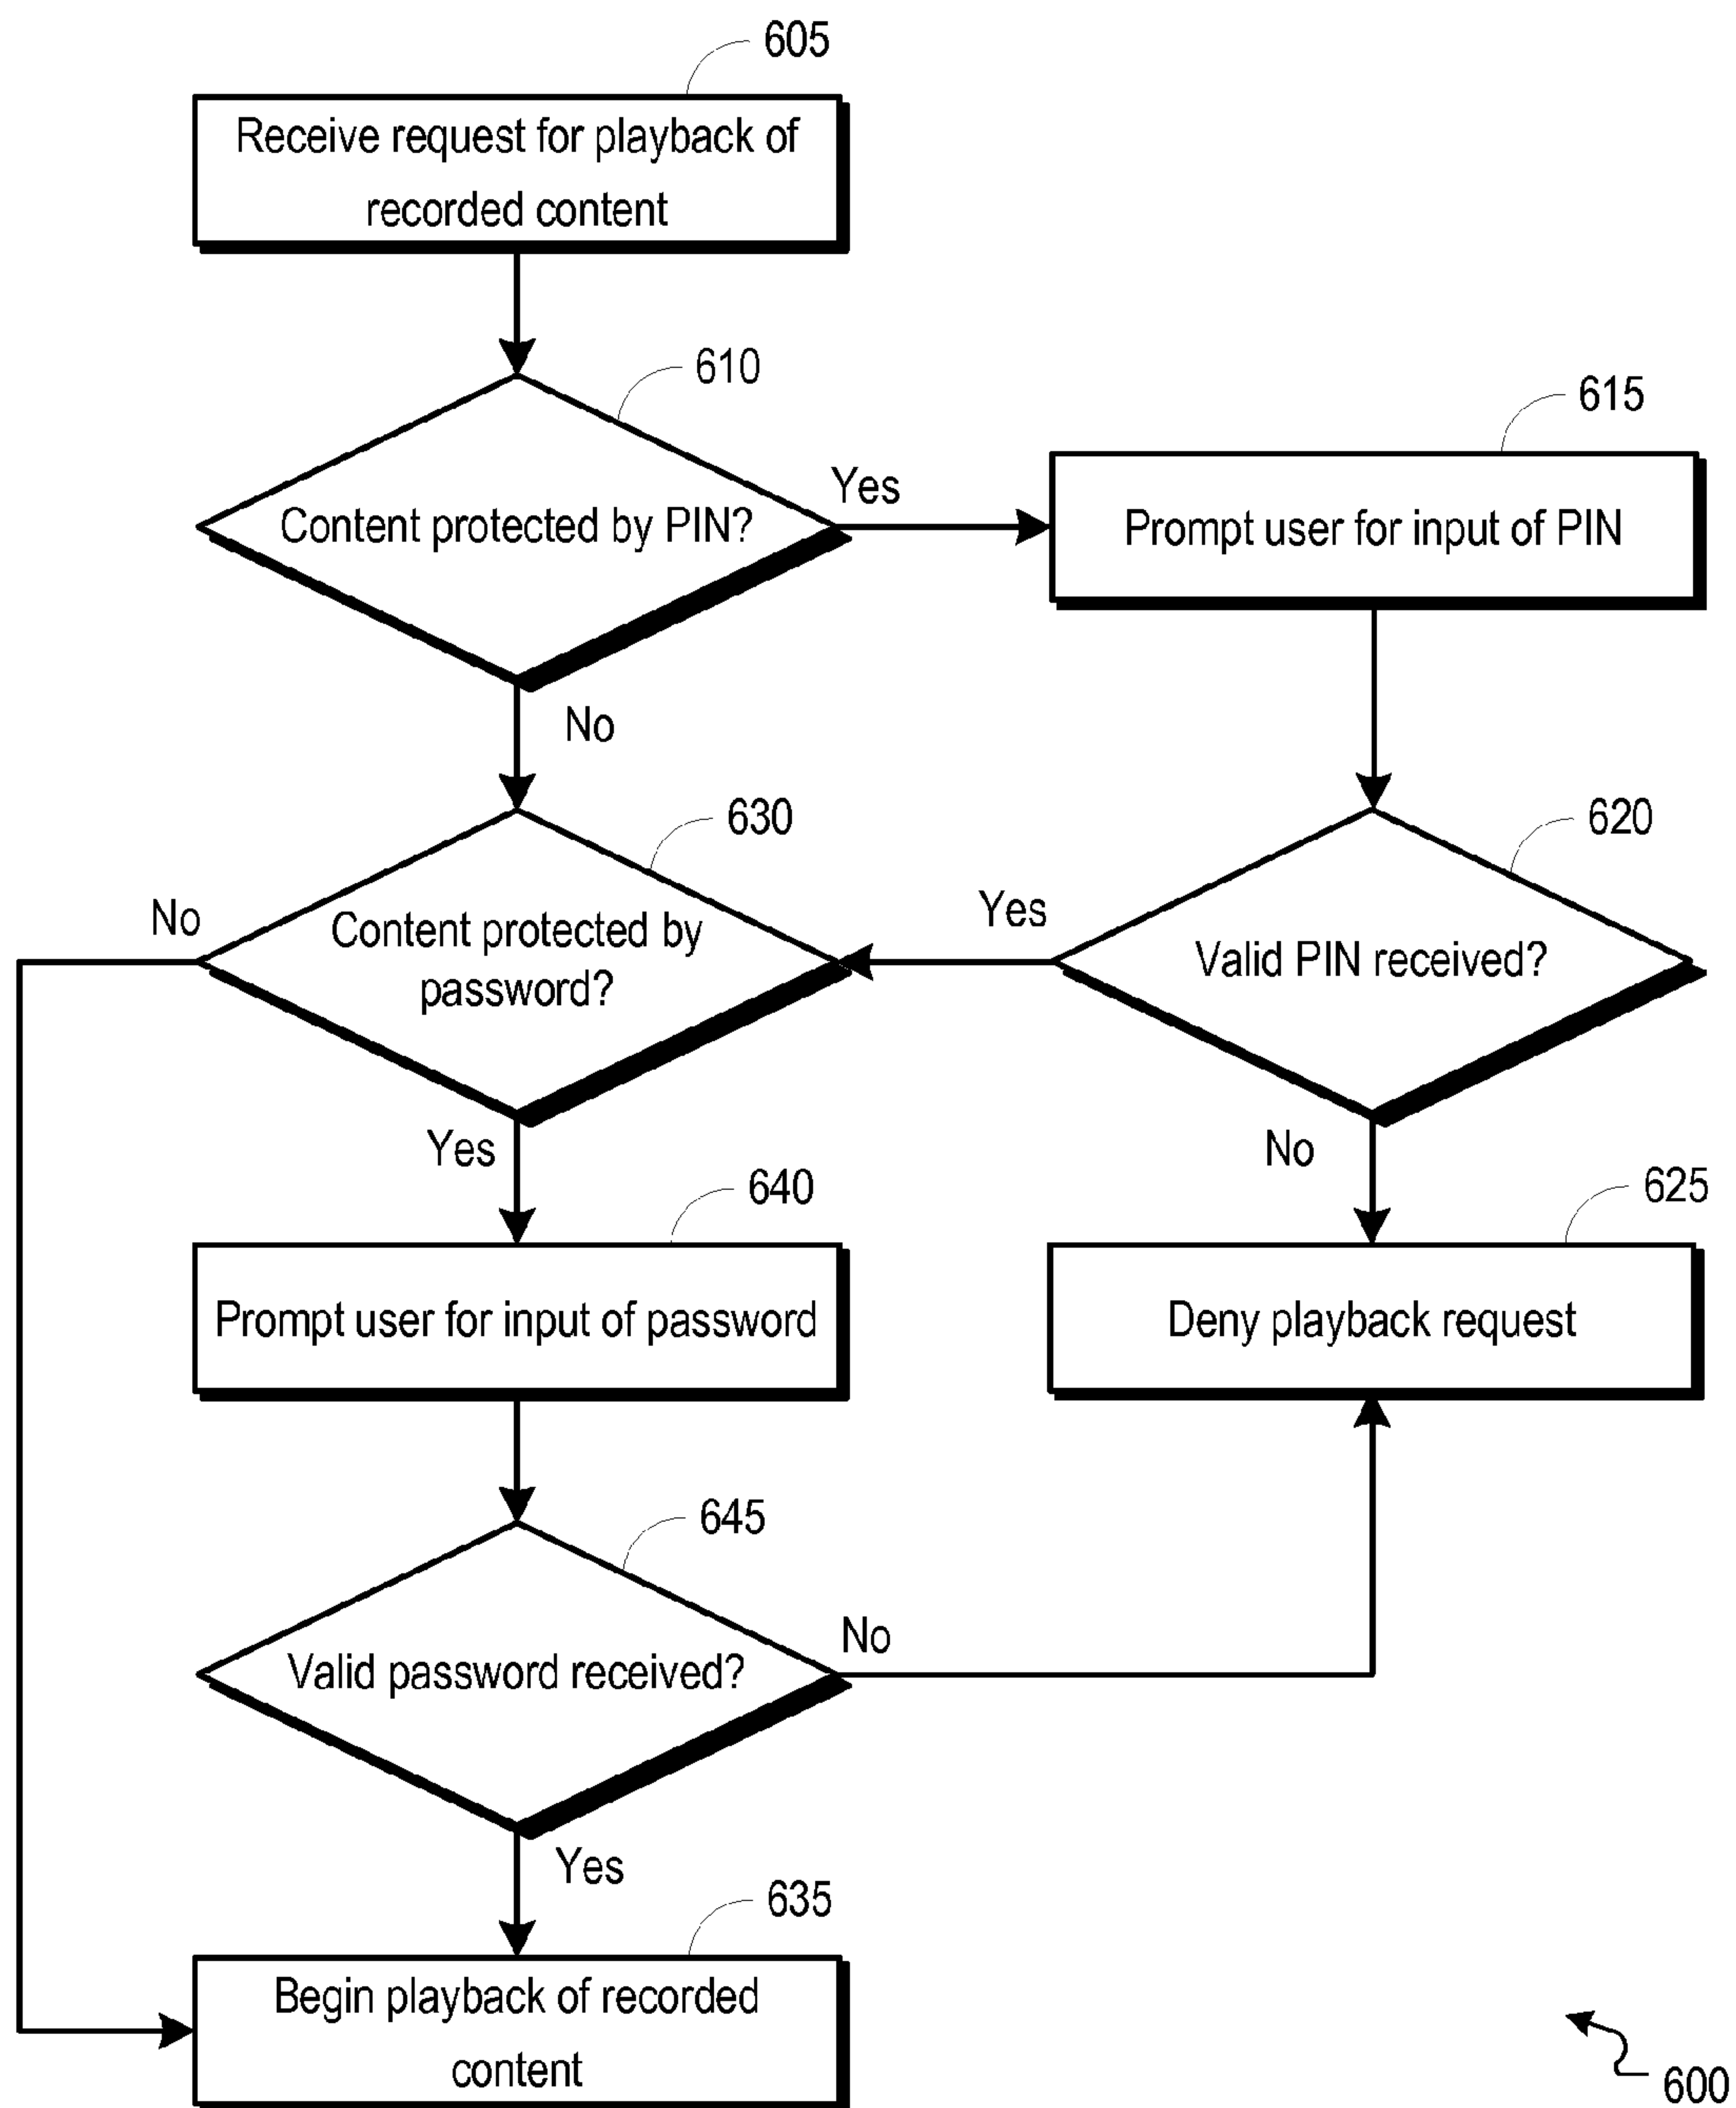 605
Receive request for playback of
recorded content
610
Content protected by PIN?
Yes
615
Prompt user for input of PIN
No
630
Content protected by
password?
No
Yes
620
Valid PIN received?
Yes
No
640
Prompt user for input of password
625
Deny playback request
645
Valid password received?
No
Yes
635
Begin playback of recorded
content
600